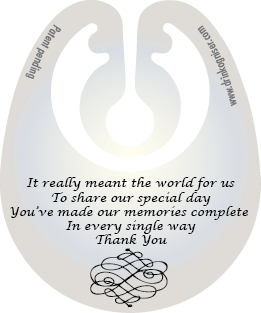 Patent pending
www.drinkogniser.com
It really meant the world for us
To share our special day
You've made our memories complete
In every single way
Thank You